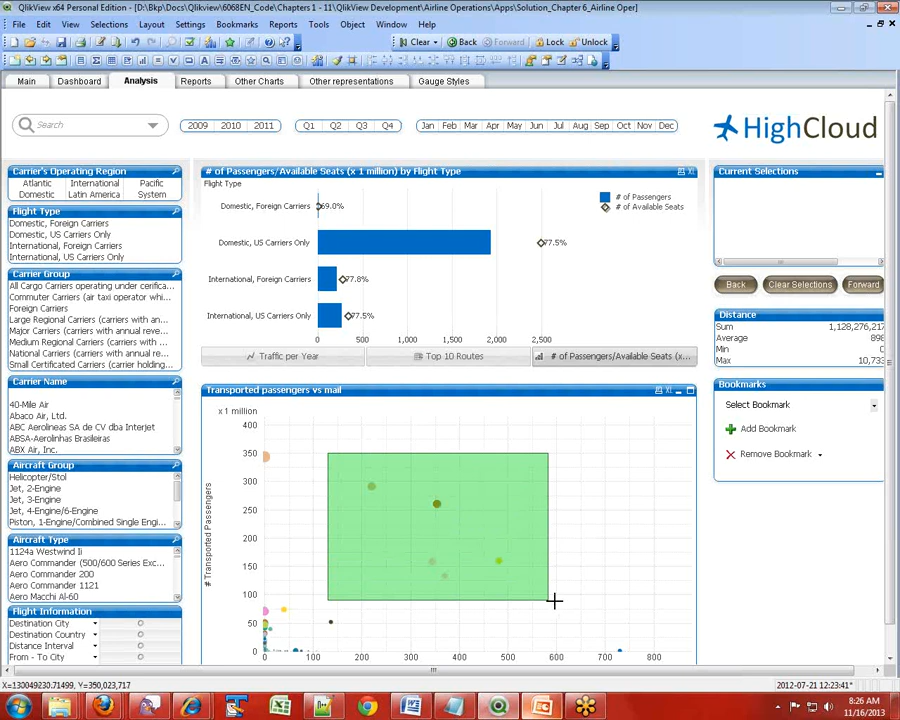 QlikView x64 Personal Edition - [D:\Bkp\Docs\Qlikview\6068EN_Code\Chapters 1 - 11\QlikView Development\Airline Operations\Apps\Solution_Chapter 6_Airline Oper]
File Edit View Selections Layout Settings Bookmarks Reports Tools Object Window Help
Clear Back Forward Lock Unlock
Main Dashboard Analysis Reports Other Charts Other representations Gauge Styles
Search
2009 2010 2011
Q1 Q2 Q3 Q4
Jan Feb Mar Apr May Jun Jul Aug Sep Oct Nov Dec
HighCloud
Carrier's Operating Region
Atlantic International Pacific
Domestic Latin America System
Flight Type
Domestic, Foreign Carriers
Domestic, US Carriers Only
International, Foreign Carriers
International, US Carriers Only
Carrier Group
All Cargo Carriers operating under certifica...
Commuter Carriers (air taxi operator whi...
Foreign Carriers
Large Regional Carriers (carriers with an...
Major Carriers (carriers with annual reve...
Medium Regional Carriers (carriers with ...
National Carriers (carriers with annual re...
Small Certificated Carriers (carrier holding...
Carrier Name
40-Mile Air
Abaco Air, Ltd.
ABC Aerolineas SA de CV dba Interjet
ABSA-Aerolinhas Brasileiras
ABX Air, Inc.
Aircraft Group
Helicopter/Stol
Jet, 2-Engine
Jet, 3-Engine
Jet, 4-Engine/6-Engine
Piston, 1-Engine/Combined Single Engi...
Aircraft Type
1124a Westwind Ii
Aero Commander (500/600 Series Exc...
Aero Commander 200
Aero Commander 1121
Aero Macchi Al-60
Flight Information
Destination City
Destination Country
Distance Interval
From - To City
# of Passengers/Available Seats (x 1 million) by Flight Type
XL
Flight Type
# of Passengers
# of Available Seats
Domestic, Foreign Carriers 69.0%
Domestic, US Carriers Only 77.5%
International, Foreign Carriers 77.8%
International, US Carriers Only 77.5%
0 500 1,000 1,500 2,000 2,500
Traffic per Year Top 10 Routes # of Passengers/Available Seats (x...
Transported passengers vs mail
XL
x 1 million
# Transported Passengers
400
350
300
250
200
150
100
50
0
0 100 200 300 400 500 600 700 800
Current Selections
Back Clear Selections Forward
Distance
Sum 1,128,276,217
Average 898
Min 0
Max 10,733
Bookmarks
Select Bookmark
Add Bookmark
Remove Bookmark
X=130049230.71499, Y=350,023,717
2012-07-21 12:23:41*
8:26 AM
11/16/2013